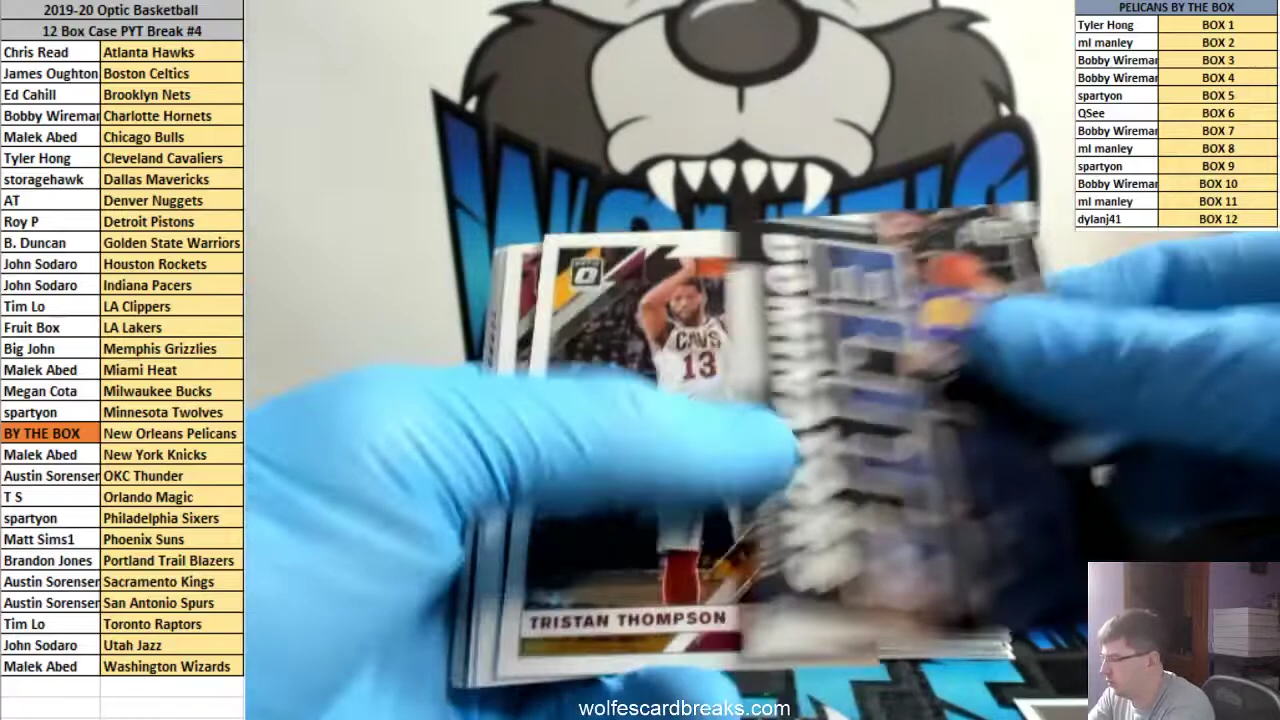 2019-20 Optic Basketball
12 Box Case PYT Break #4
Chris Read Atlanta Hawks
James Oughton Boston Celtics
Ed Cahill Brooklyn Nets
Bobby Wireman Charlotte Hornets
Malek Abed Chicago Bulls
Tyler Hong Cleveland Cavaliers
storagehawk Dallas Mavericks
AT Denver Nuggets
Roy P Detroit Pistons
B. Duncan Golden State Warriors
John Sodaro Houston Rockets
John Sodaro Indiana Pacers
Tim Lo LA Clippers
Fruit Box LA Lakers
Big John Memphis Grizzlies
Malek Abed Miami Heat
Megan Cota Milwaukee Bucks
spartyon Minnesota Twolves
BY THE BOX New Orleans Pelicans
Malek Abed New York Knicks
Austin Sorensen OKC Thunder
T S Orlando Magic
spartyon Philadelphia Sixers
Matt Sims1 Phoenix Suns
Brandon Jones Portland Trail Blazers
Austin Sorensen Sacramento Kings
Austin Sorensen San Antonio Spurs
Tim Lo Toronto Raptors
John Sodaro Utah Jazz
Malek Abed Washington Wizards
PELICANS BY THE BOX
Tyler Hong BOX 1
ml manley BOX 2
Bobby Wireman BOX 3
Bobby Wireman BOX 4
spartyon BOX 5
QSee BOX 6
Bobby Wireman BOX 7
ml manley BOX 8
spartyon BOX 9
Bobby Wireman BOX 10
ml manley BOX 11
dylanj41 BOX 12
CAVS
13
TRISTAN THOMPSON
wolfescardbreaks.com